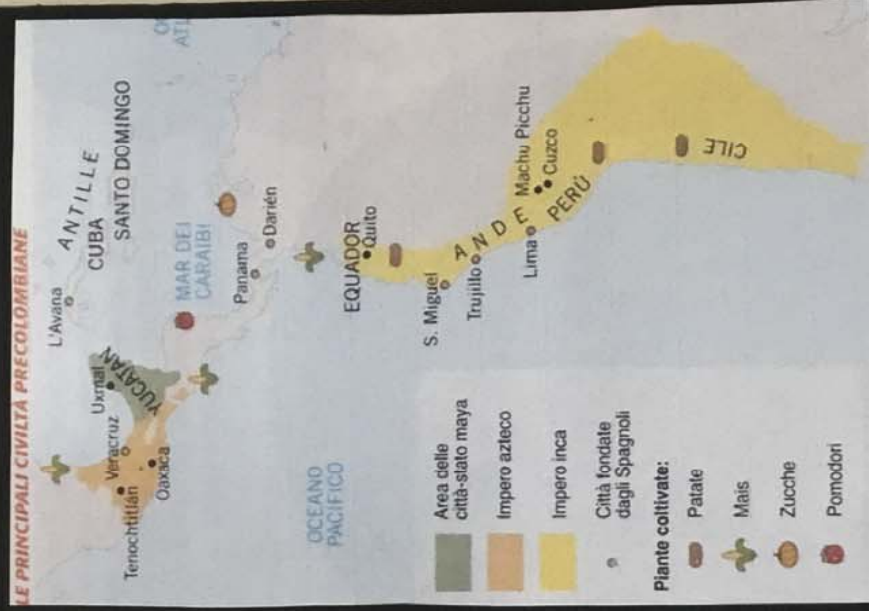 LE PRINCIPALI CIVILTÀ PRECOLOMBIANE
L'Avana
ANTILLE
CUBA
SANTO DOMINGO
Uxmal
YUCATAN
Veracruz
Tenochtitlán
Oaxaca
MAR DEI
CARAIBI
Panama
Darién
OCEANO
PACIFICO
EQUADOR
Quito
S. Miguel
Trujillo
ANDE
Lima
PERÙ
Machu Picchu
Cuzco
CILE
Area delle
città-stato maya
Impero azteco
Impero inca
Città fondate
dagli Spagnoli
Piante coltivate:
Patate
Mais
Zucche
Pomodori